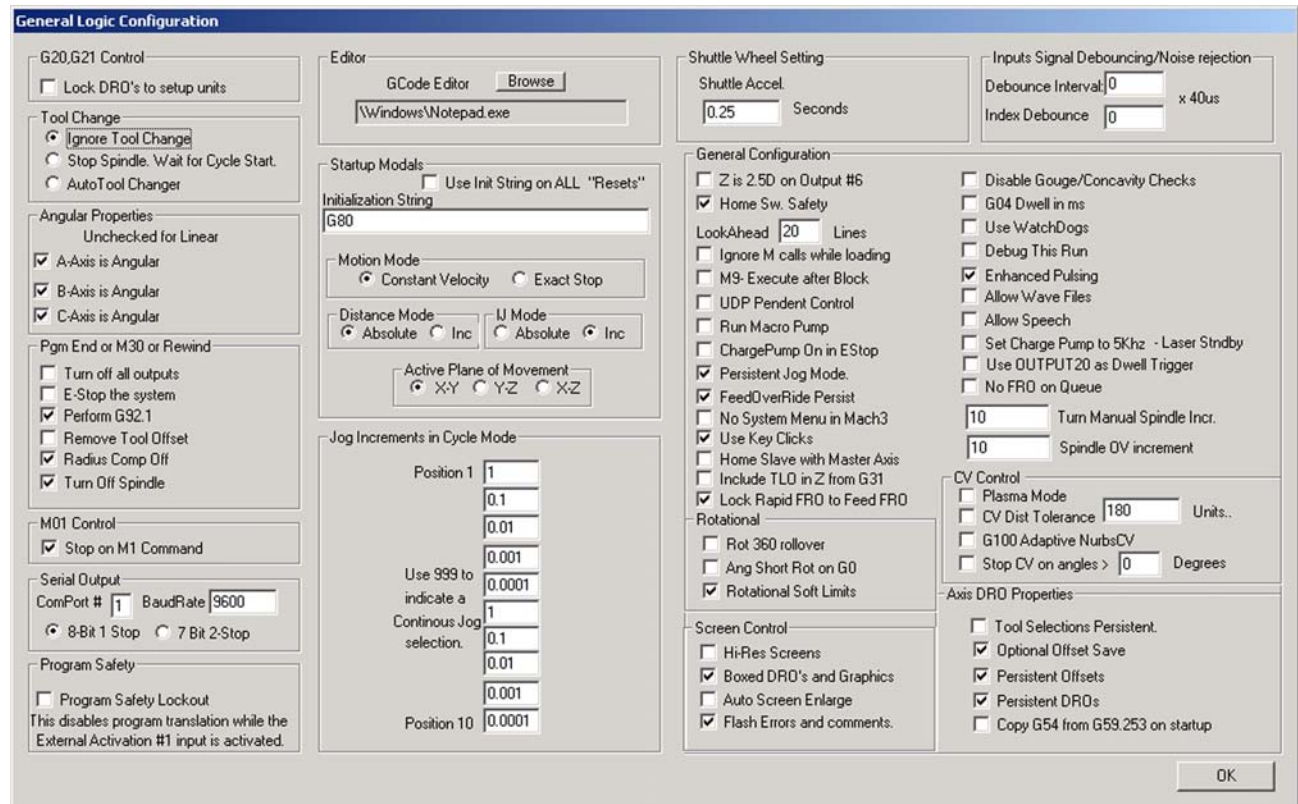 General Logic Configuration
G20,G21 Control
Lock DRO's to setup units
Tool Change
Ignore Tool Change
Stop Spindle. Wait for Cycle Start.
AutoTool Changer
Angular Properties
Unchecked for Linear
A-Axis is Angular
B-Axis is Angular
C-Axis is Angular
Pgm End or M30 or Rewind
Turn off all outputs
E-Stop the system
Perform G92.1
Remove Tool Offset
Radius Comp Off
Turn Off Spindle
M01 Control
Stop on M1 Command
Serial Output
ComPort # 1 BaudRate 9600
8-Bit 1 Stop 7 Bit 2-Stop
Program Safety
Program Safety Lockout
This disables program translation while the
External Activation #1 input is activated.
Editor
GCode Editor Browse
\Windows\Notepad.exe
Startup Modals
Use Init String on ALL "Resets"
Initialization String
G80
Motion Mode
Constant Velocity Exact Stop
Distance Mode
Absolute Inc
IJ Mode
Absolute Inc
Active Plane of Movement
X-Y Y-Z X-Z
Jog Increments in Cycle Mode
Position 1 1
0.1
0.01
0.001
Use 999 to
indicate a
Continous Jog
selection.
0.0001
1
0.1
0.01
0.001
Position 10 0.0001
Shuttle Wheel Setting
Shuttle Accel.
0.25 Seconds
Inputs Signal Debouncing/Noise rejection
Debounce Interval: 0
x 40us
Index Debounce 0
General Configuration
Z is 2.5D on Output #6
Home Sw. Safety
LookAhead 20 Lines
Ignore M calls while loading
M9- Execute after Block
UDP Pendent Control
Run Macro Pump
ChargePump On in EStop
Persistent Jog Mode.
FeedOverRide Persist
No System Menu in Mach3
Use Key Clicks
Home Slave with Master Axis
Include TLO in Z from G31
Lock Rapid FRO to Feed FRO
Disable Gouge/Concavity Checks
G04 Dwell in ms
Use WatchDogs
Debug This Run
Enhanced Pulsing
Allow Wave Files
Allow Speech
Set Charge Pump to 5Khz - Laser Stndby
Use OUTPUT20 as Dwell Trigger
No FRO on Queue
10 Turn Manual Spindle Incr.
10 Spindle OV increment
CV Control
Plasma Mode
CV Dist Tolerance 180 Units..
G100 Adaptive NurbsCV
Stop CV on angles > 0 Degrees
Rotational
Rot 360 rollover
Ang Short Rot on G0
Rotational Soft Limits
Screen Control
Hi-Res Screens
Boxed DRO's and Graphics
Auto Screen Enlarge
Flash Errors and comments.
Axis DRO Properties
Tool Selections Persistent.
Optional Offset Save
Persistent Offsets
Persistent DROs
Copy G54 from G59.253 on startup
OK